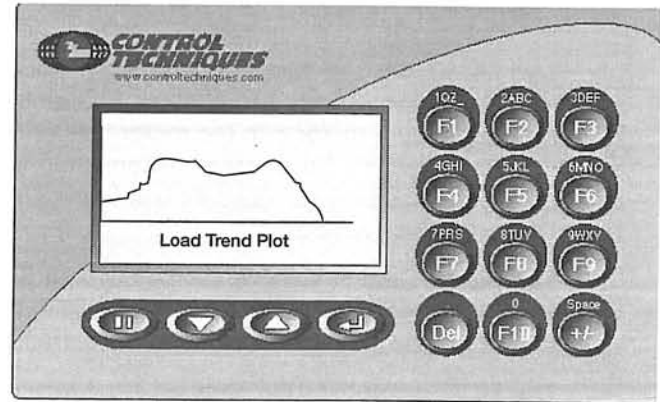 CONTROL
TECHNIQUES
www.controltechniques.com
Load Trend Plot
1QZ_ 2ABC 3DEF
F1 F2 F3
4GHI 5JKL 6MNO
F4 F5 F6
7PRS 8TUV 9WXY
F7 F8 F9
0 Space
Del F10 +/-